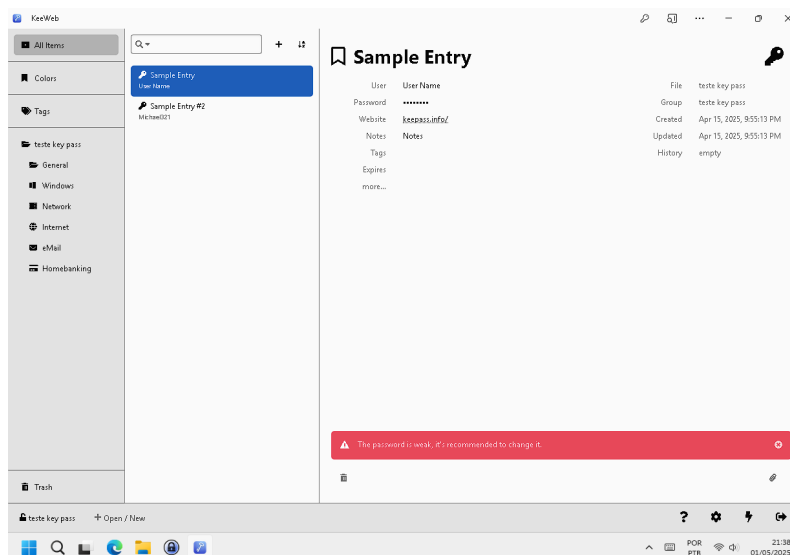 KeeWeb
All Items
Colors
Tags
teste key pass
General
Windows
Network
Internet
eMail
Homebanking
Trash
Sample Entry
User Name
Sample Entry #2
Michael321
Sample Entry
User User Name
Password ••••••••
Website keepass.info/
Notes Notes
Tags
Expires
more...
File teste key pass
Group teste key pass
Created Apr 15, 2025, 9:55:13 PM
Updated Apr 15, 2025, 9:55:13 PM
History empty
The password is weak, it's recommended to change it.
teste key pass + Open / New
POR
PTB
21:38
01/05/2025